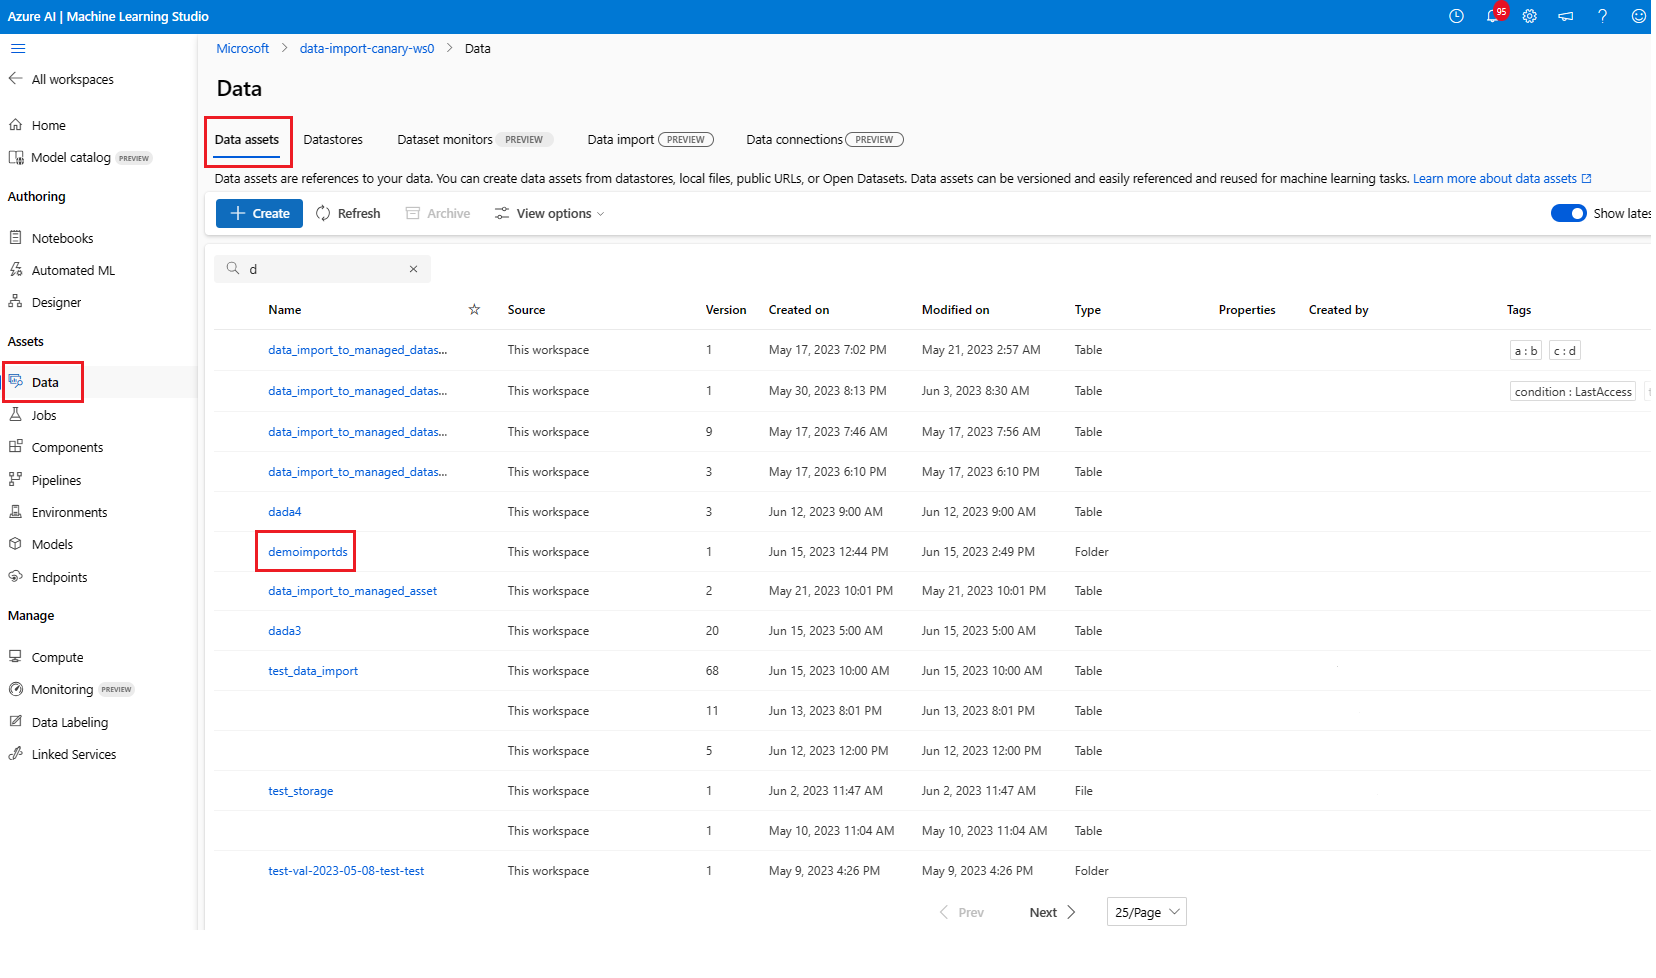 Azure AI | Machine Learning Studio
95
All workspaces
Home
Model catalog PREVIEW
Authoring
Notebooks
Automated ML
Designer
Assets
Data
Jobs
Components
Pipelines
Environments
Models
Endpoints
Manage
Compute
Monitoring PREVIEW
Data Labeling
Linked Services
Microsoft > data-import-canary-ws0 > Data
Data
Data assets Datastores Dataset monitors PREVIEW Data import PREVIEW Data connections PREVIEW
Data assets are references to your data. You can create data assets from datastores, local files, public URLs, or Open Datasets. Data assets can be versioned and easily referenced and reused for machine learning tasks. Learn more about data assets
Create Refresh Archive View options Show lates
d
Name Source Version Created on Modified on Type Properties Created by Tags
data_import_to_managed_datas... This workspace 1 May 17, 2023 7:02 PM May 21, 2023 2:57 AM Table a : b c : d
data_import_to_managed_datas... This workspace 1 May 30, 2023 8:13 PM Jun 3, 2023 8:30 AM Table condition : LastAccess
data_import_to_managed_datas... This workspace 9 May 17, 2023 7:46 AM May 17, 2023 7:56 AM Table
data_import_to_managed_datas... This workspace 3 May 17, 2023 6:10 PM May 17, 2023 6:10 PM Table
dada4 This workspace 3 Jun 12, 2023 9:00 AM Jun 12, 2023 9:00 AM Table
demoimportds This workspace 1 Jun 15, 2023 12:44 PM Jun 15, 2023 2:49 PM Folder
data_import_to_managed_asset This workspace 2 May 21, 2023 10:01 PM May 21, 2023 10:01 PM Table
dada3 This workspace 20 Jun 15, 2023 5:00 AM Jun 15, 2023 5:00 AM Table
test_data_import This workspace 68 Jun 15, 2023 10:00 AM Jun 15, 2023 10:00 AM Table
This workspace 11 Jun 13, 2023 8:01 PM Jun 13, 2023 8:01 PM Table
This workspace 5 Jun 12, 2023 12:00 PM Jun 12, 2023 12:00 PM Table
test_storage This workspace 1 Jun 2, 2023 11:47 AM Jun 2, 2023 11:47 AM File
This workspace 1 May 10, 2023 11:04 AM May 10, 2023 11:04 AM Table
test-val-2023-05-08-test-test This workspace 1 May 9, 2023 4:26 PM May 9, 2023 4:26 PM Folder
Prev Next 25/Page